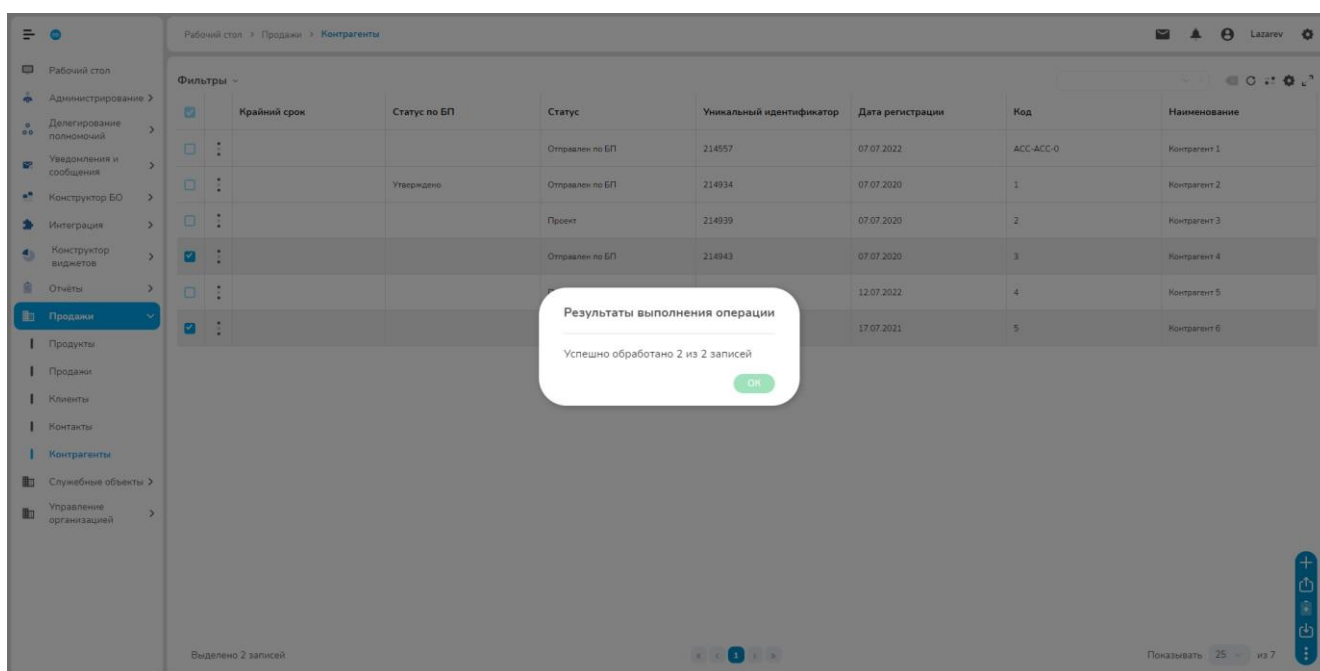 Рабочий стол > Продажи > Контрагенты
Lazarev
Рабочий стол
Администрирование
Делегирование
полномочий
Уведомления и
сообщения
Конструктор БО
Интеграция
Конструктор
виджетов
Отчёты
Продажи
Продукты
Продажи
Клиенты
Контакты
Контрагенты
Служебные объекты
Управление
организацией
Фильтры
Крайний срок Статус по БП Статус Уникальный идентификатор Дата регистрации Код Наименование
Отправлен по БП 214557 07.07.2022 ACC-ACC-0 Контрагент 1
Утверждено Отправлен по БП 214934 07.07.2020 1 Контрагент 2
Проект 214939 07.07.2020 2 Контрагент 3
Отправлен по БП 214943 07.07.2020 3 Контрагент 4
12.07.2022 4 Контрагент 5
17.07.2021 5 Контрагент 6
Результаты выполнения операции
Успешно обработано 2 из 2 записей
ОК
Выделено 2 записей
« ‹ 1 › »
Показывать 25 из 7